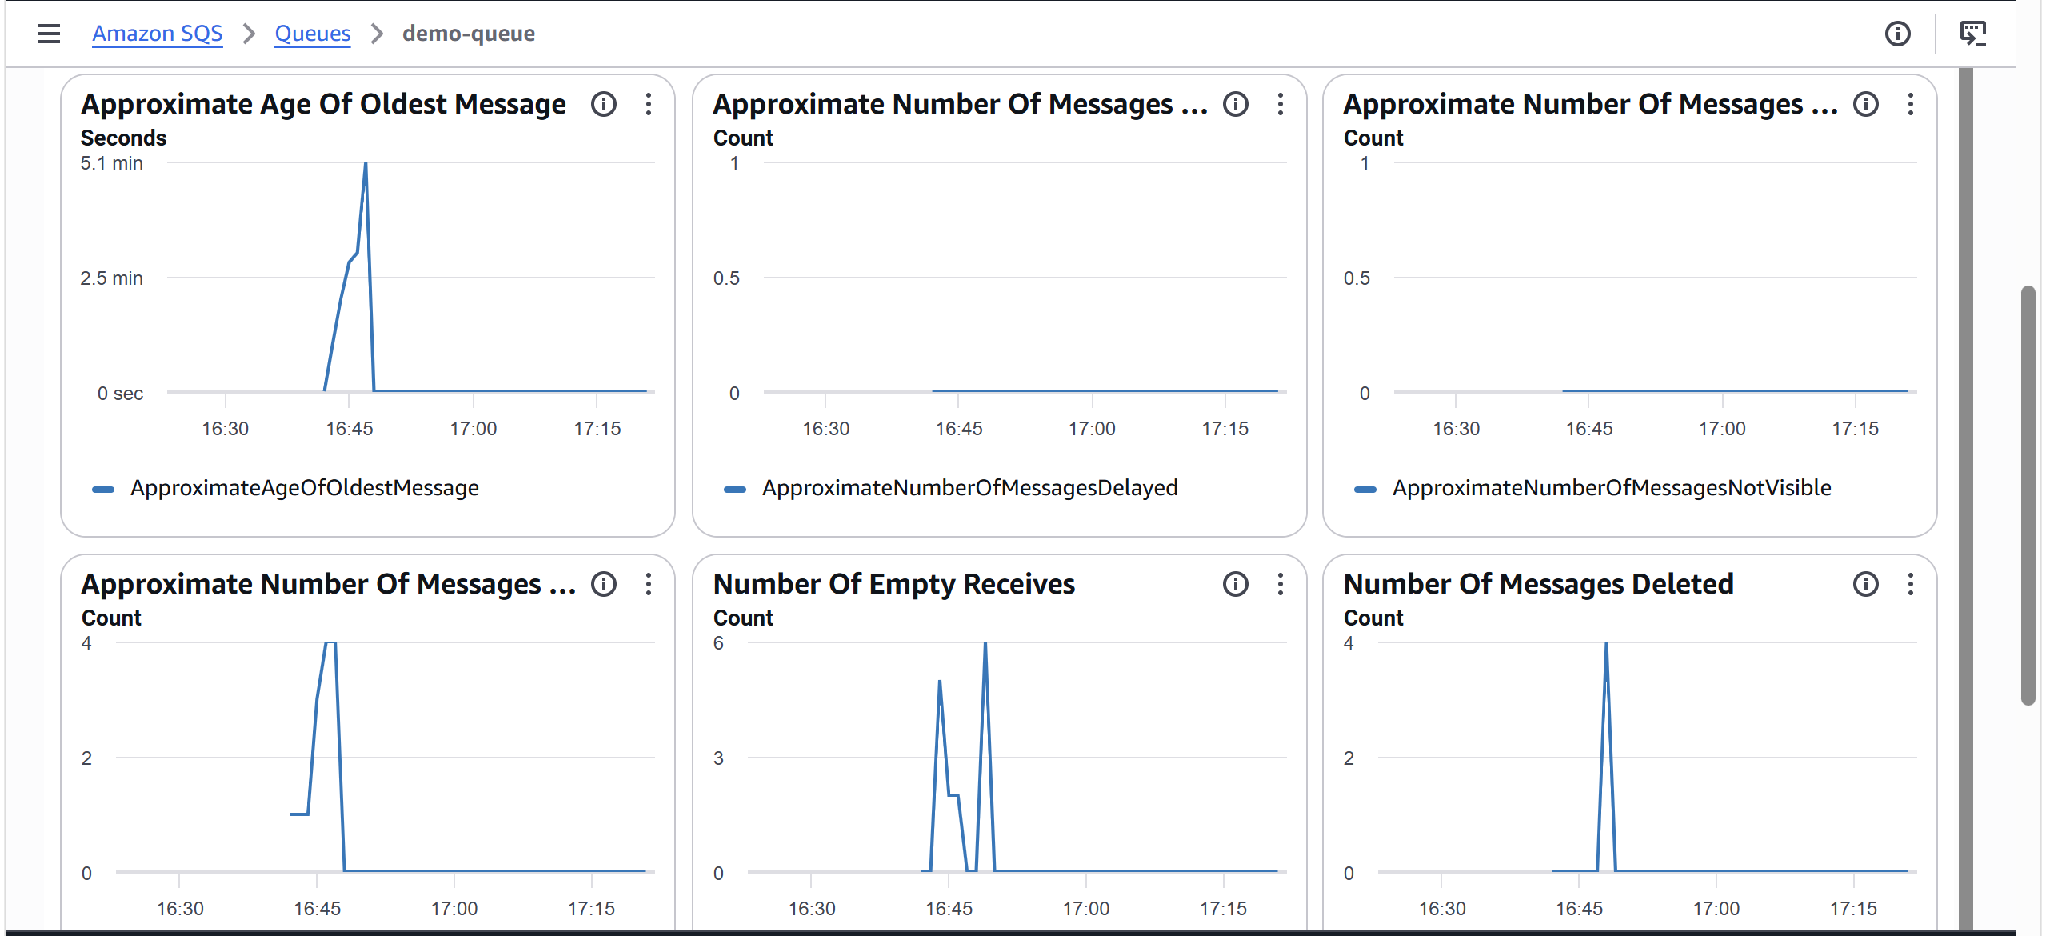 Amazon SQS > Queues > demo-queue
Approximate Age Of Oldest Message
Seconds
5.1 min
2.5 min
0 sec
16:30 16:45 17:00 17:15
ApproximateAgeOfOldestMessage
Approximate Number Of Messages ...
Count
1
0.5
0
16:30 16:45 17:00 17:15
ApproximateNumberOfMessagesDelayed
Approximate Number Of Messages ...
Count
1
0.5
0
16:30 16:45 17:00 17:15
ApproximateNumberOfMessagesNotVisible
Approximate Number Of Messages ...
Count
4
2
0
16:30 16:45 17:00 17:15
Number Of Empty Receives
Count
6
3
0
16:30 16:45 17:00 17:15
Number Of Messages Deleted
Count
4
2
0
16:30 16:45 17:00 17:15